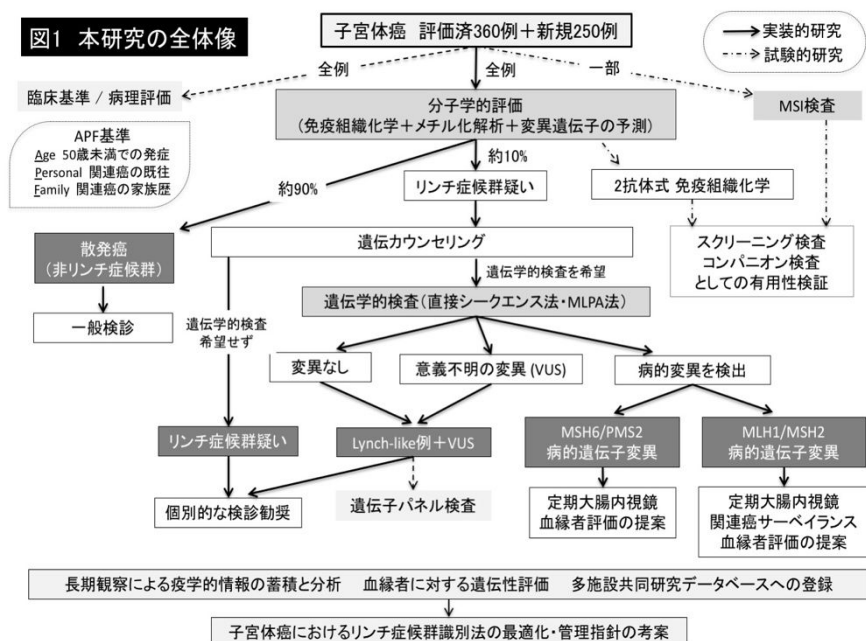 図1 本研究の全体像
子宮体癌 評価済360例＋新規250例
実装的研究
試験的研究
全例
全例
一部
臨床基準 / 病理評価
分子学的評価
(免疫組織化学＋メチル化解析＋変異遺伝子の予測)
MSI検査
APF基準
Age 50歳未満での発症
Personal 関連癌の既往
Family 関連癌の家族歴
約90%
約10%
リンチ症候群疑い
2抗体式 免疫組織化学
散発癌
(非リンチ症候群)
遺伝カウンセリング
スクリーニング検査
コンパニオン検査
としての有用性検証
遺伝学的検査を希望
一般検診
遺伝学的検査
希望せず
遺伝学的検査(直接シークエンス法・MLPA法)
変異なし
意義不明の変異 (VUS)
病的変異を検出
リンチ症候群疑い
Lynch-like例＋VUS
MSH6/PMS2
病的遺伝子変異
MLH1/MSH2
病的遺伝子変異
個別的な検診勧奨
遺伝子パネル検査
定期大腸内視鏡
血縁者評価の提案
定期大腸内視鏡
関連癌サーベイランス
血縁者評価の提案
長期観察による疫学的情報の蓄積と分析 血縁者に対する遺伝性評価 多施設共同研究データベースへの登録
子宮体癌におけるリンチ症候群識別法の最適化・管理指針の考案